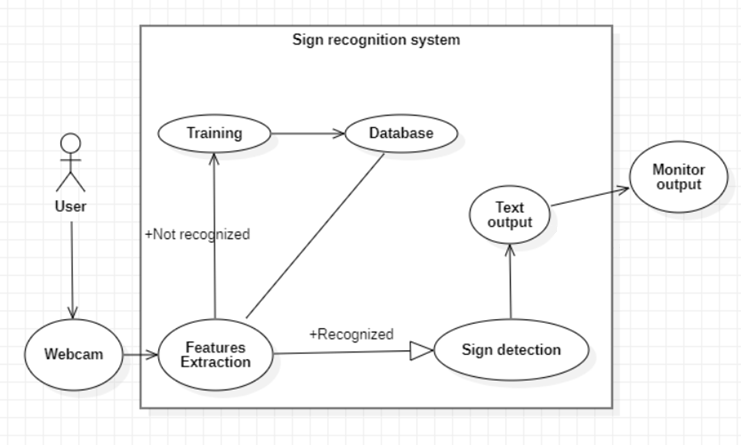 Sign recognition system
Training
Database
Monitor
output
User
Text
output
+Not recognized
+Recognized
Webcam
Features
Extraction
Sign detection